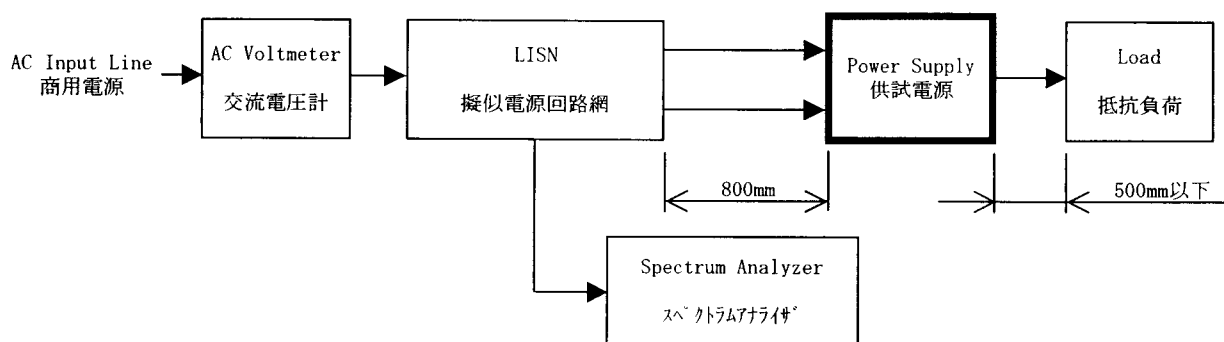 AC Input Line
商用電源
AC Voltmeter
交流電圧計
LISN
擬似電源回路網
Power Supply
供試電源
Load
抵抗負荷
800mm
500mm以下
Spectrum Analyzer
スペクトラムアナライザ